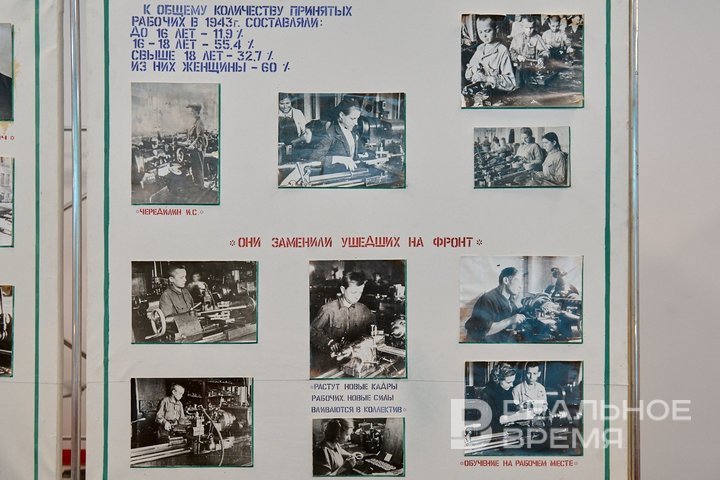 К ОБЩЕМУ КОЛИЧЕСТВУ ПРИНЯТЫХ
РАБОЧИХ В 1943г. СОСТАВЛЯЛИ:
ДО 16 ЛЕТ – 11,9 %
16 - 18 ЛЕТ – 55,4 %
СВЫШЕ 18 ЛЕТ – 32,7 %
ИЗ НИХ ЖЕНЩИНЫ – 60 %
*ЧЕРЕДИЛИН И.С.*
*ОНИ ЗАМЕНИЛИ УШЕДШИХ НА ФРОНТ*
*РАСТУТ НОВЫЕ КАДРЫ
РАБОЧИХ, НОВЫЕ СИЛЫ
ВЛИВАЮТСЯ В КОЛЛЕКТИВ*
*ОБУЧЕНИЕ НА РАБОЧЕМ МЕСТЕ*
РЕАЛЬНОЕ
ВРЕМЯ